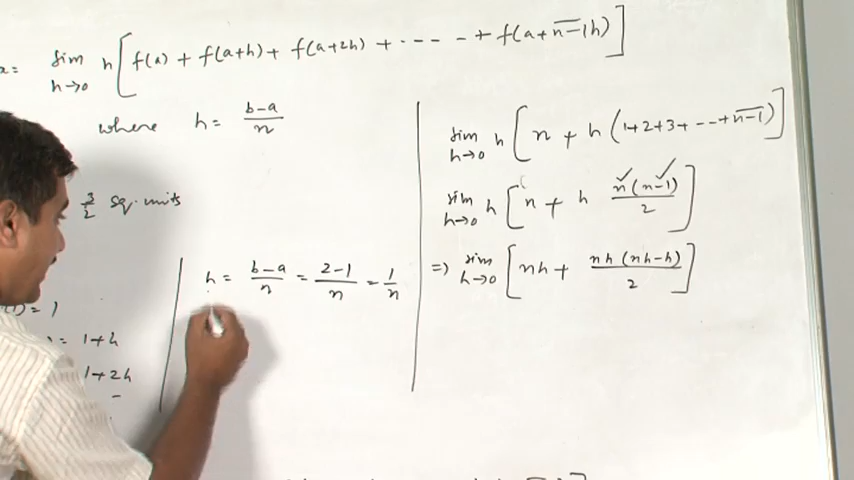 = lim h→0 h[f(a) + f(a+h) + f(a+2h) + ····- - + f(a+n̅-̅1̅h)]
where h = b-a/n
3/2 sq. units
= 1
= 1+h
1+2h
h = b-a/n = 2-1/n = 1/n
lim h→0 h[n + h (1+2+3+ - - + n̅-̅1̅)]
lim h→0 h[n + h n(n-1)/2]
=> lim h→0 [nh + nh(nh-h)/2]